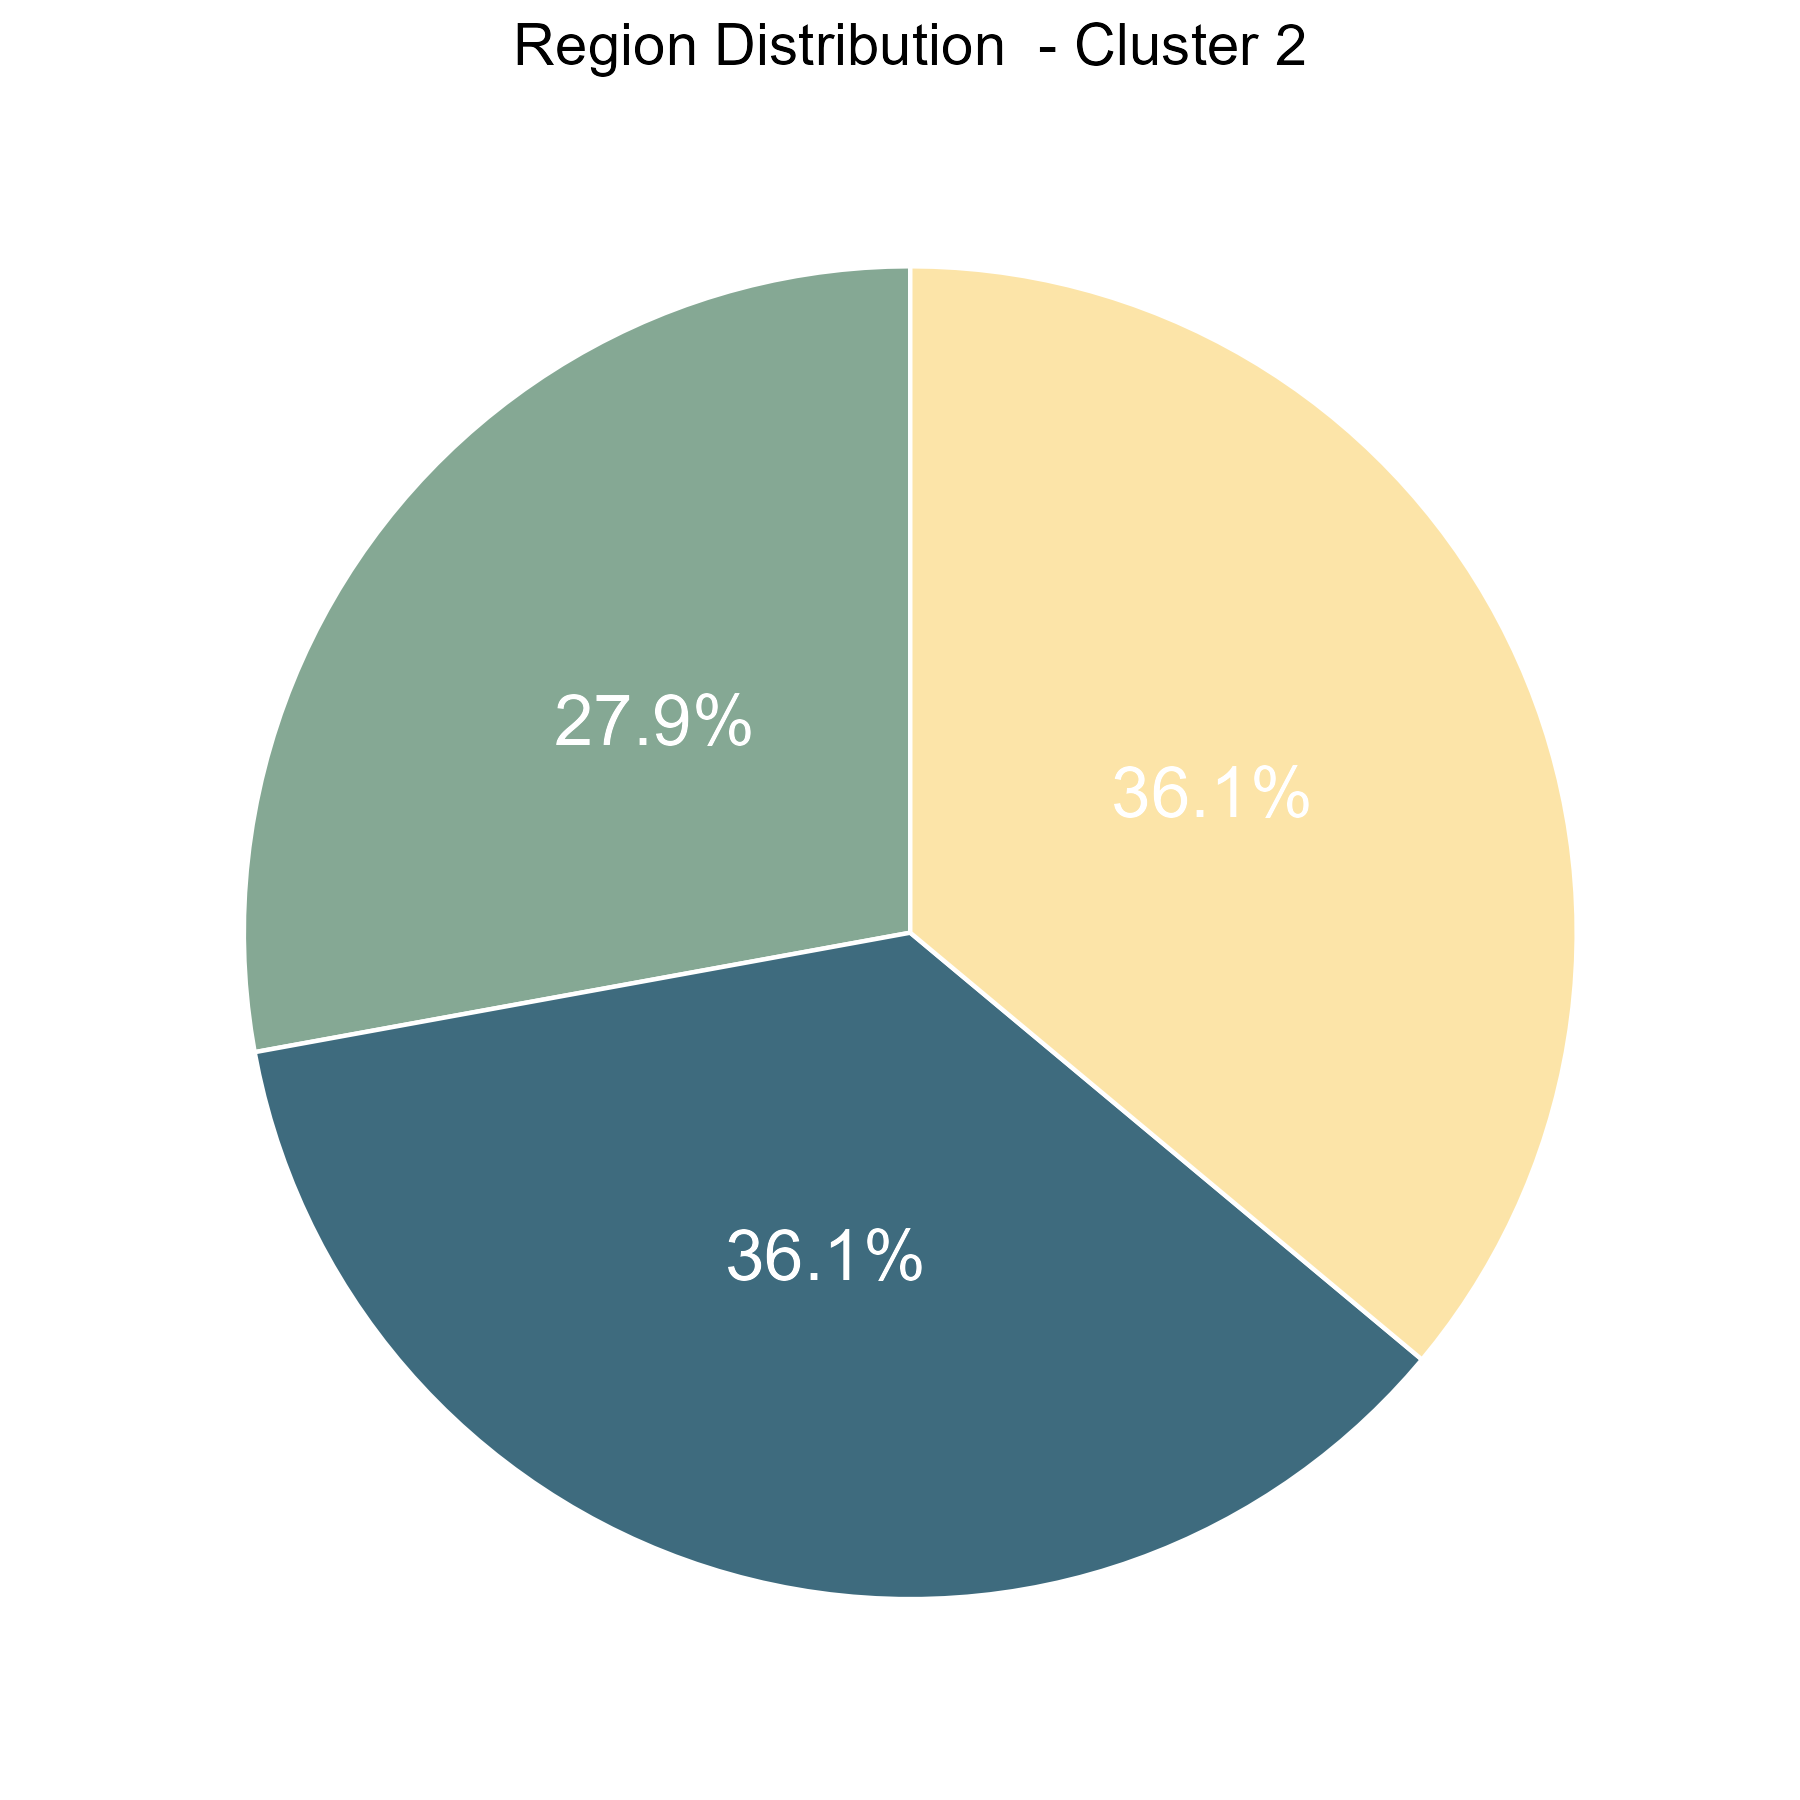 Region Distribution  - Cluster 2
27.9%
36.1%
36.1%